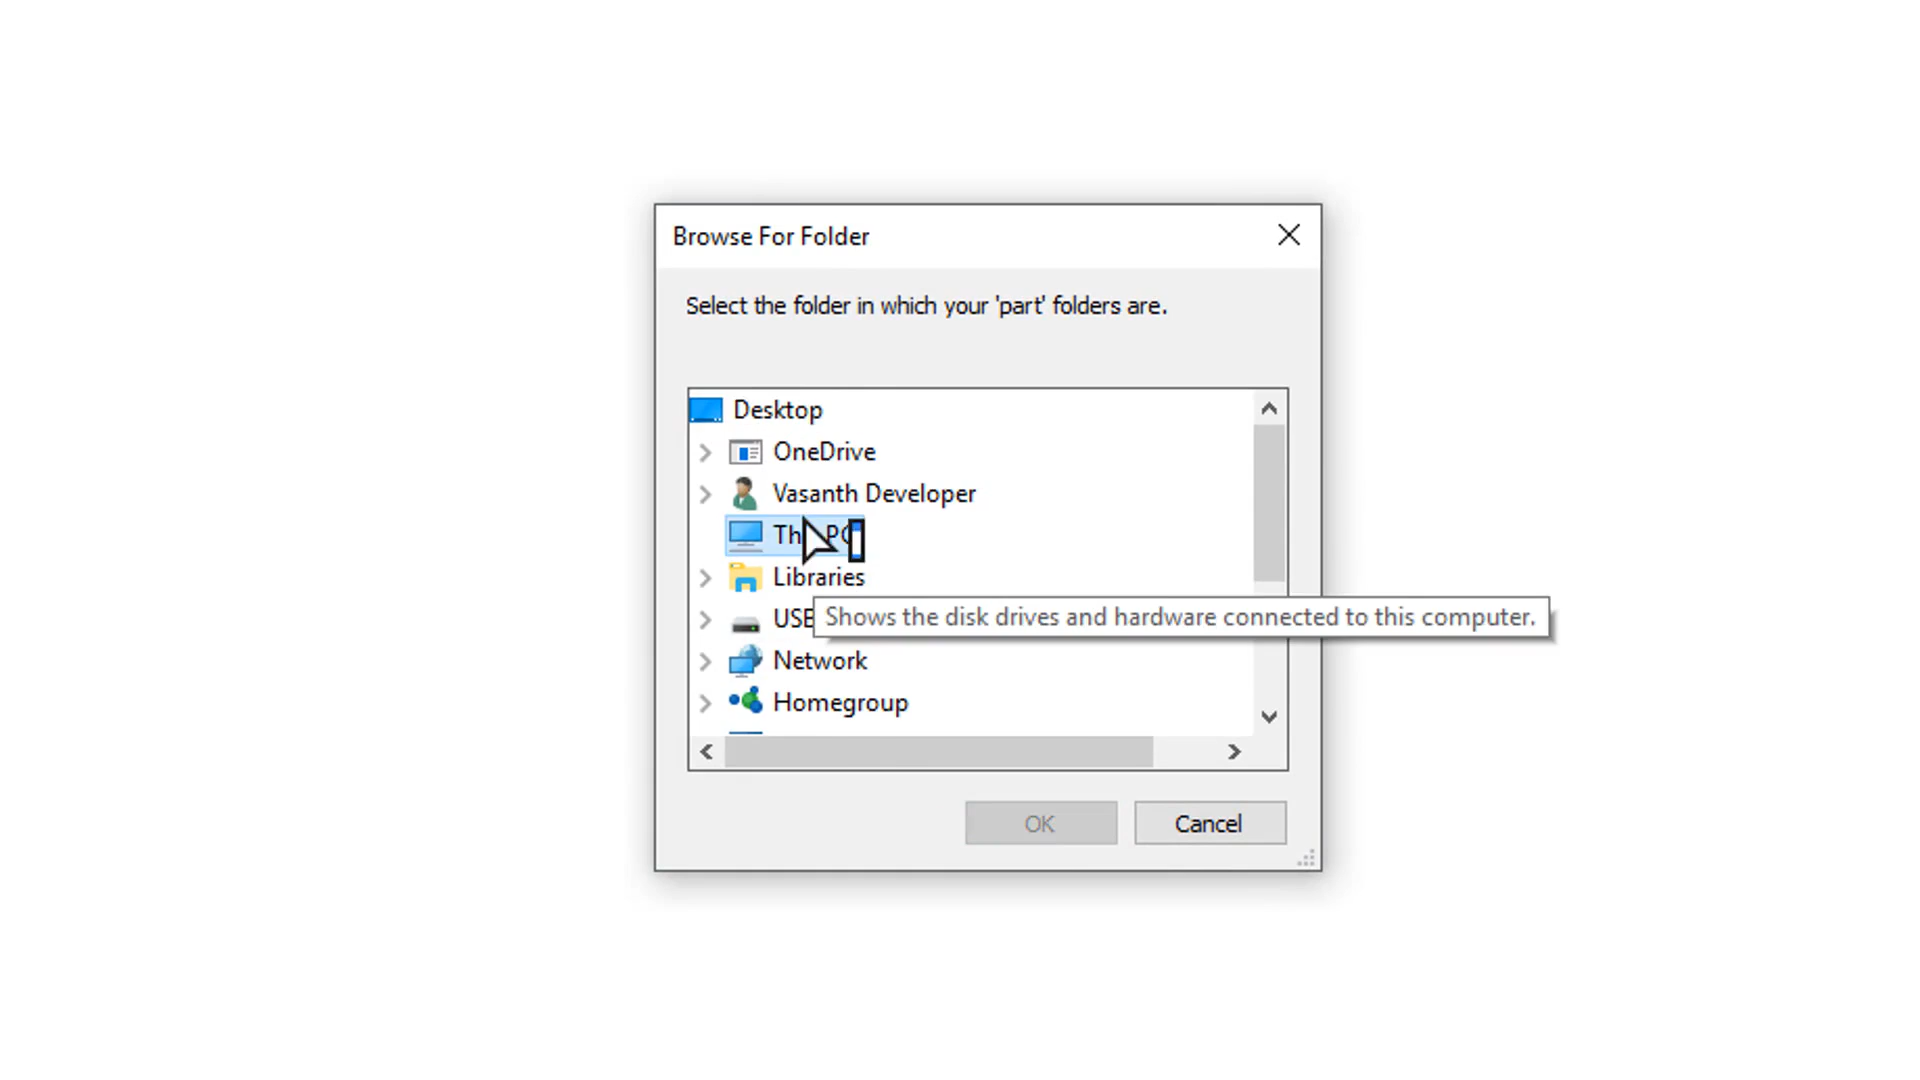 Browse For Folder
Select the folder in which your 'part' folders are.
Desktop
OneDrive
Vasanth Developer
Libraries
Shows the disk drives and hardware connected to this computer.
Network
Homegroup
OK
Cancel